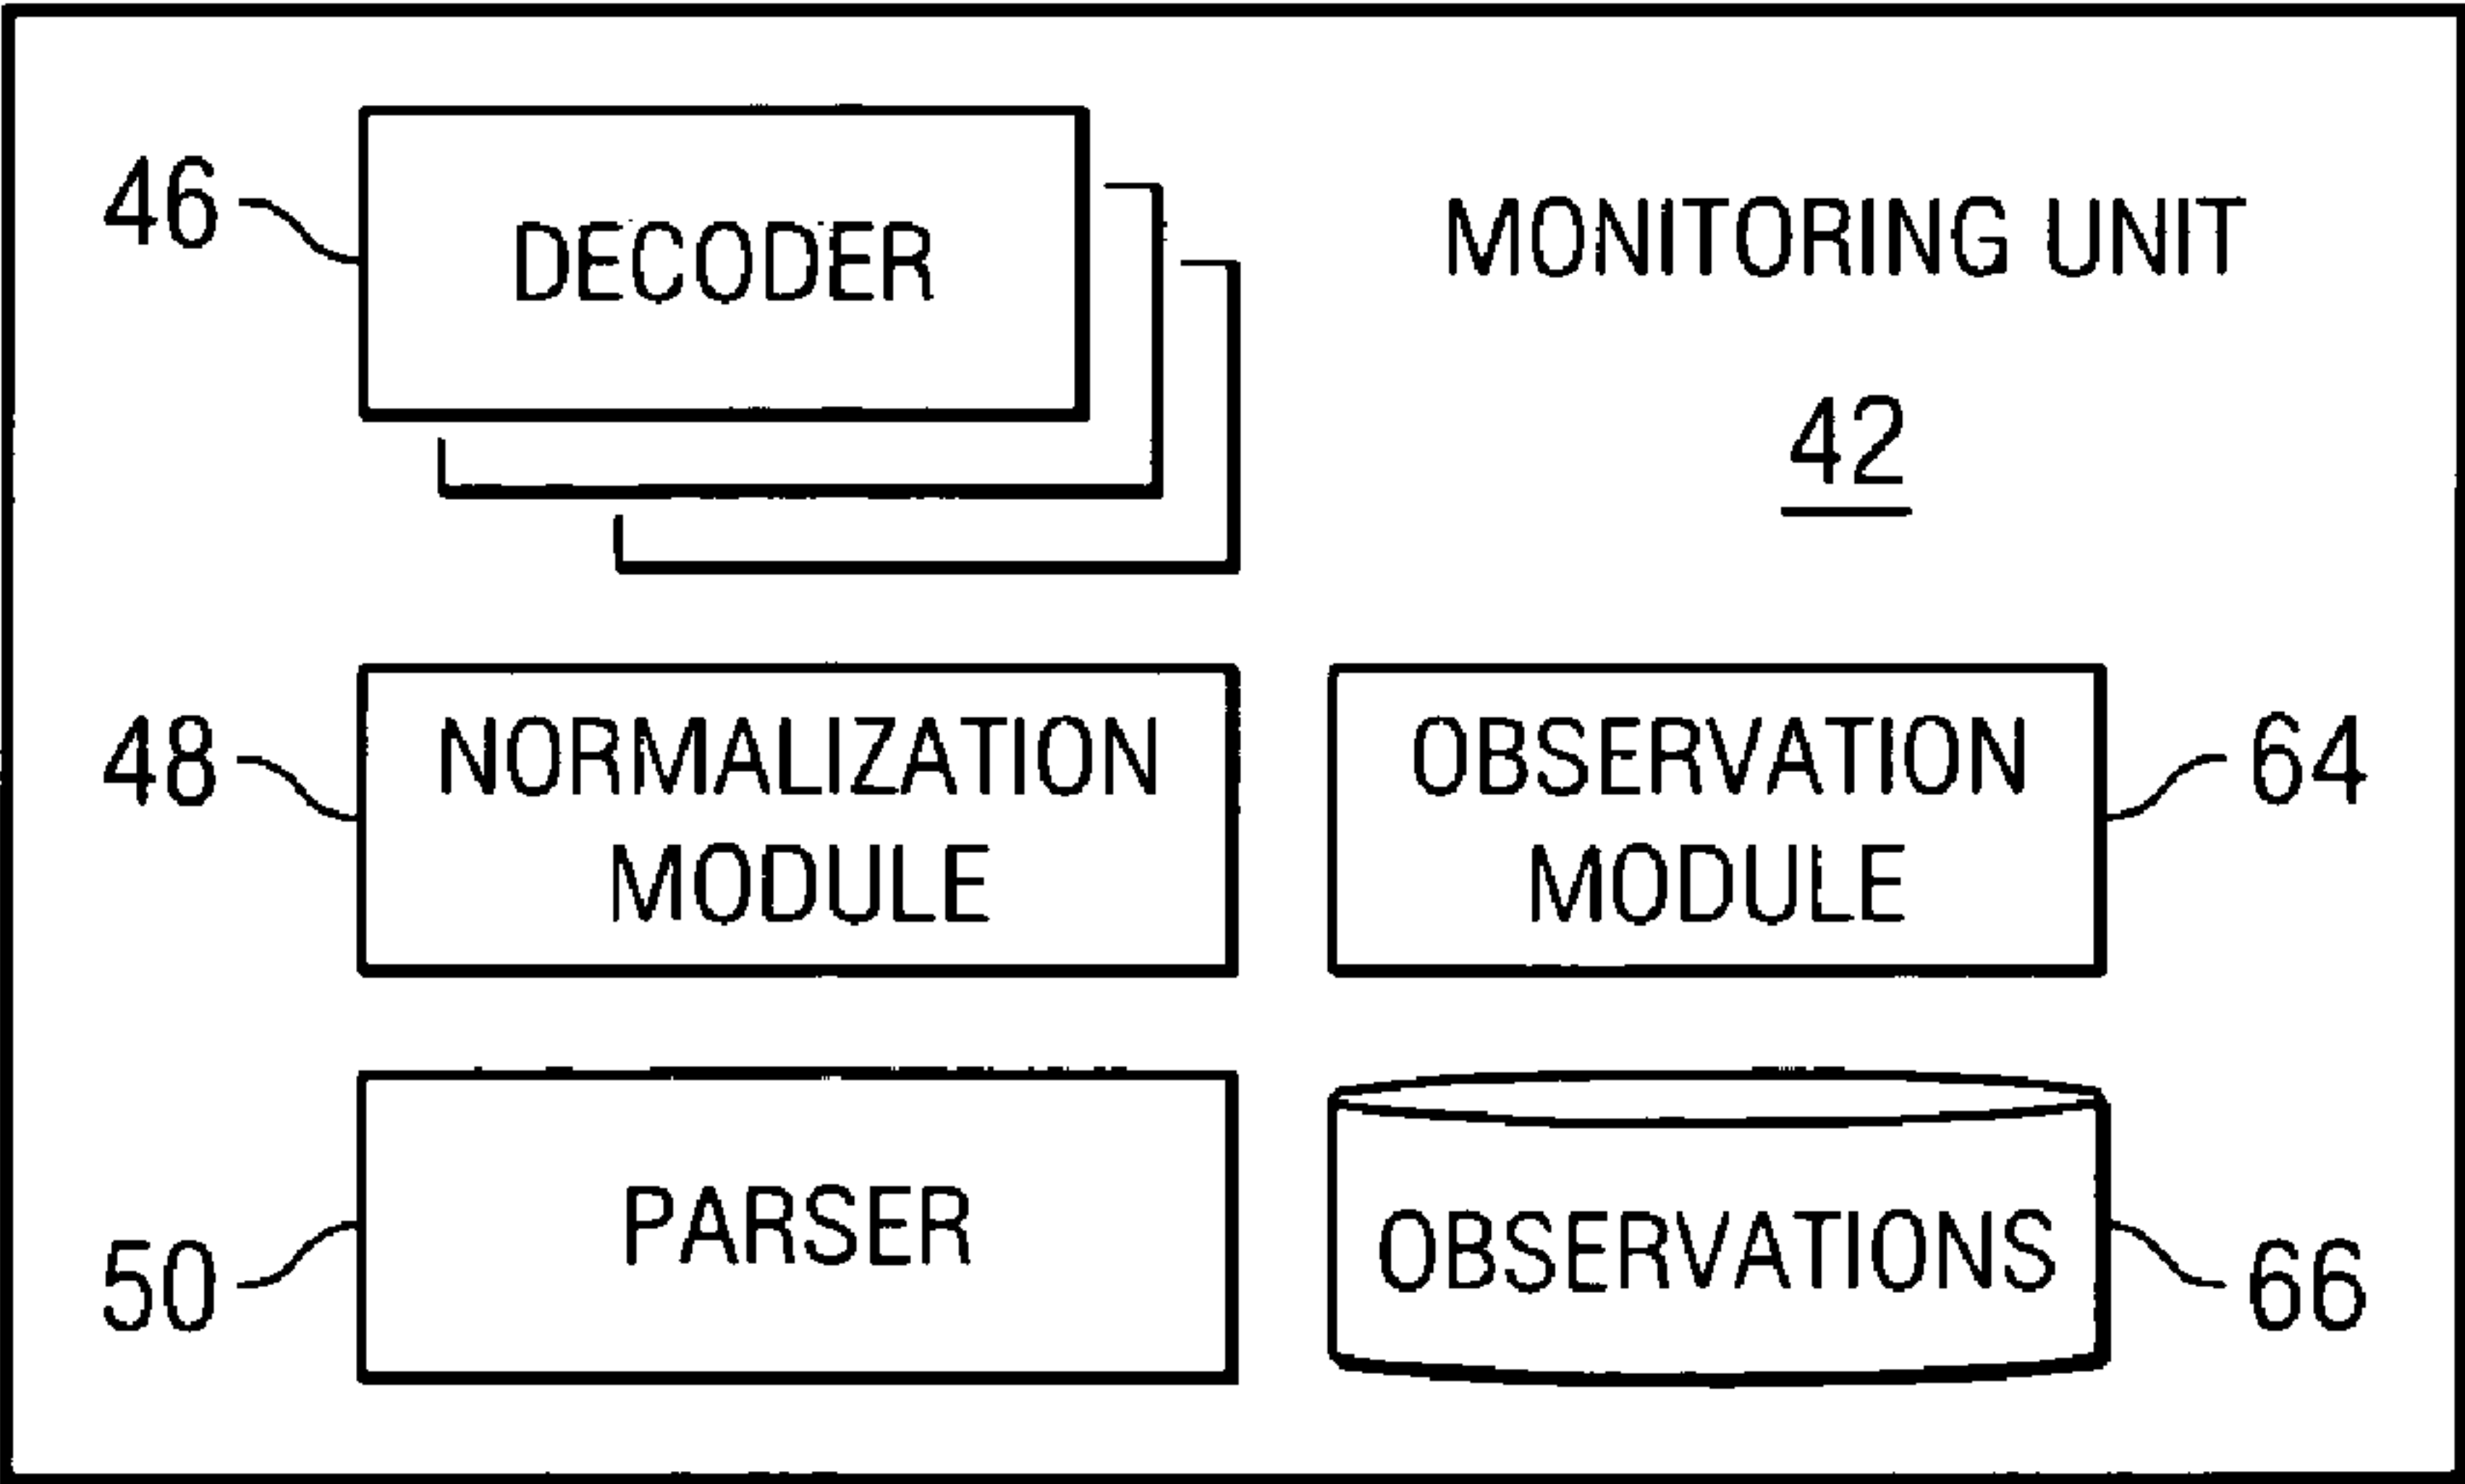 46
DECODER
MONITORING UNIT
42
48
NORMALIZATION
MODULE
OBSERVATION
MODULE
64
50
PARSER
OBSERVATIONS
66